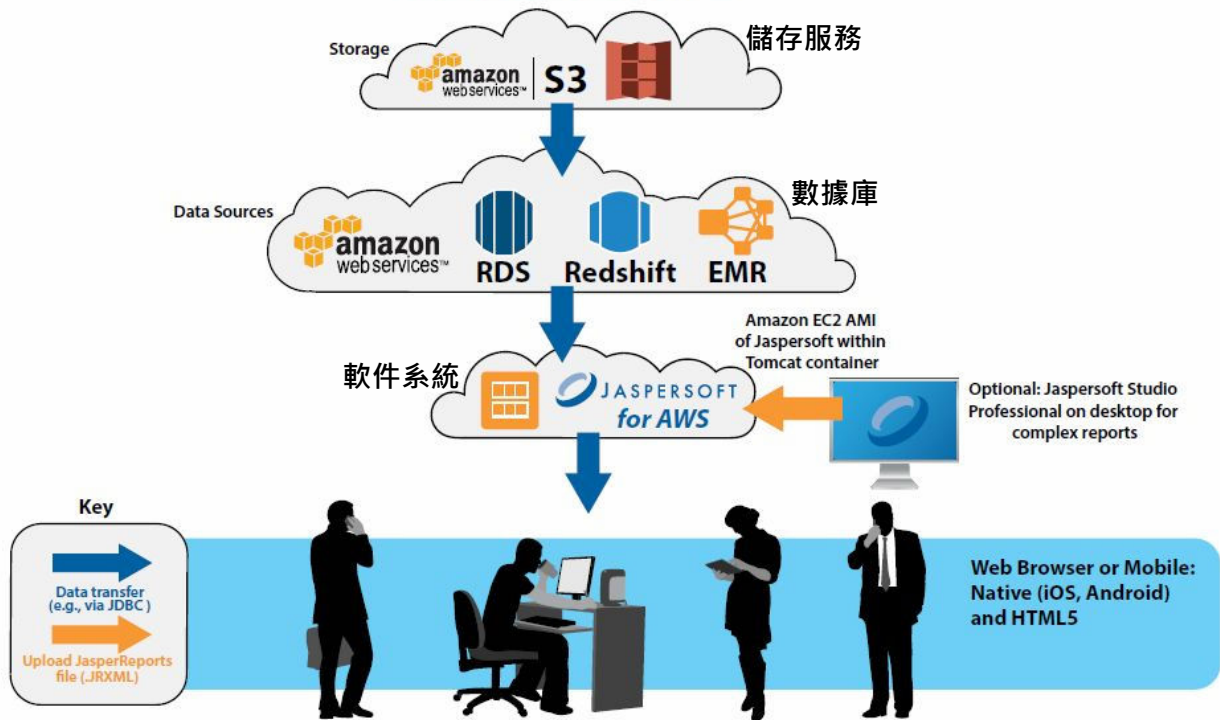 Storage
amazon
web services™
S3
儲存服務
Data Sources
amazon
web services™
RDS
Redshift
EMR
數據庫
軟件系統
JASPERSOFT
for AWS
Amazon EC2 AMI
of Jaspersoft within
Tomcat container
Optional: Jaspersoft Studio
Professional on desktop for
complex reports
Key
Data transfer
(e.g., via JDBC )
Upload JasperReports
file (.JRXML)
Web Browser or Mobile:
Native (iOS, Android)
and HTML5